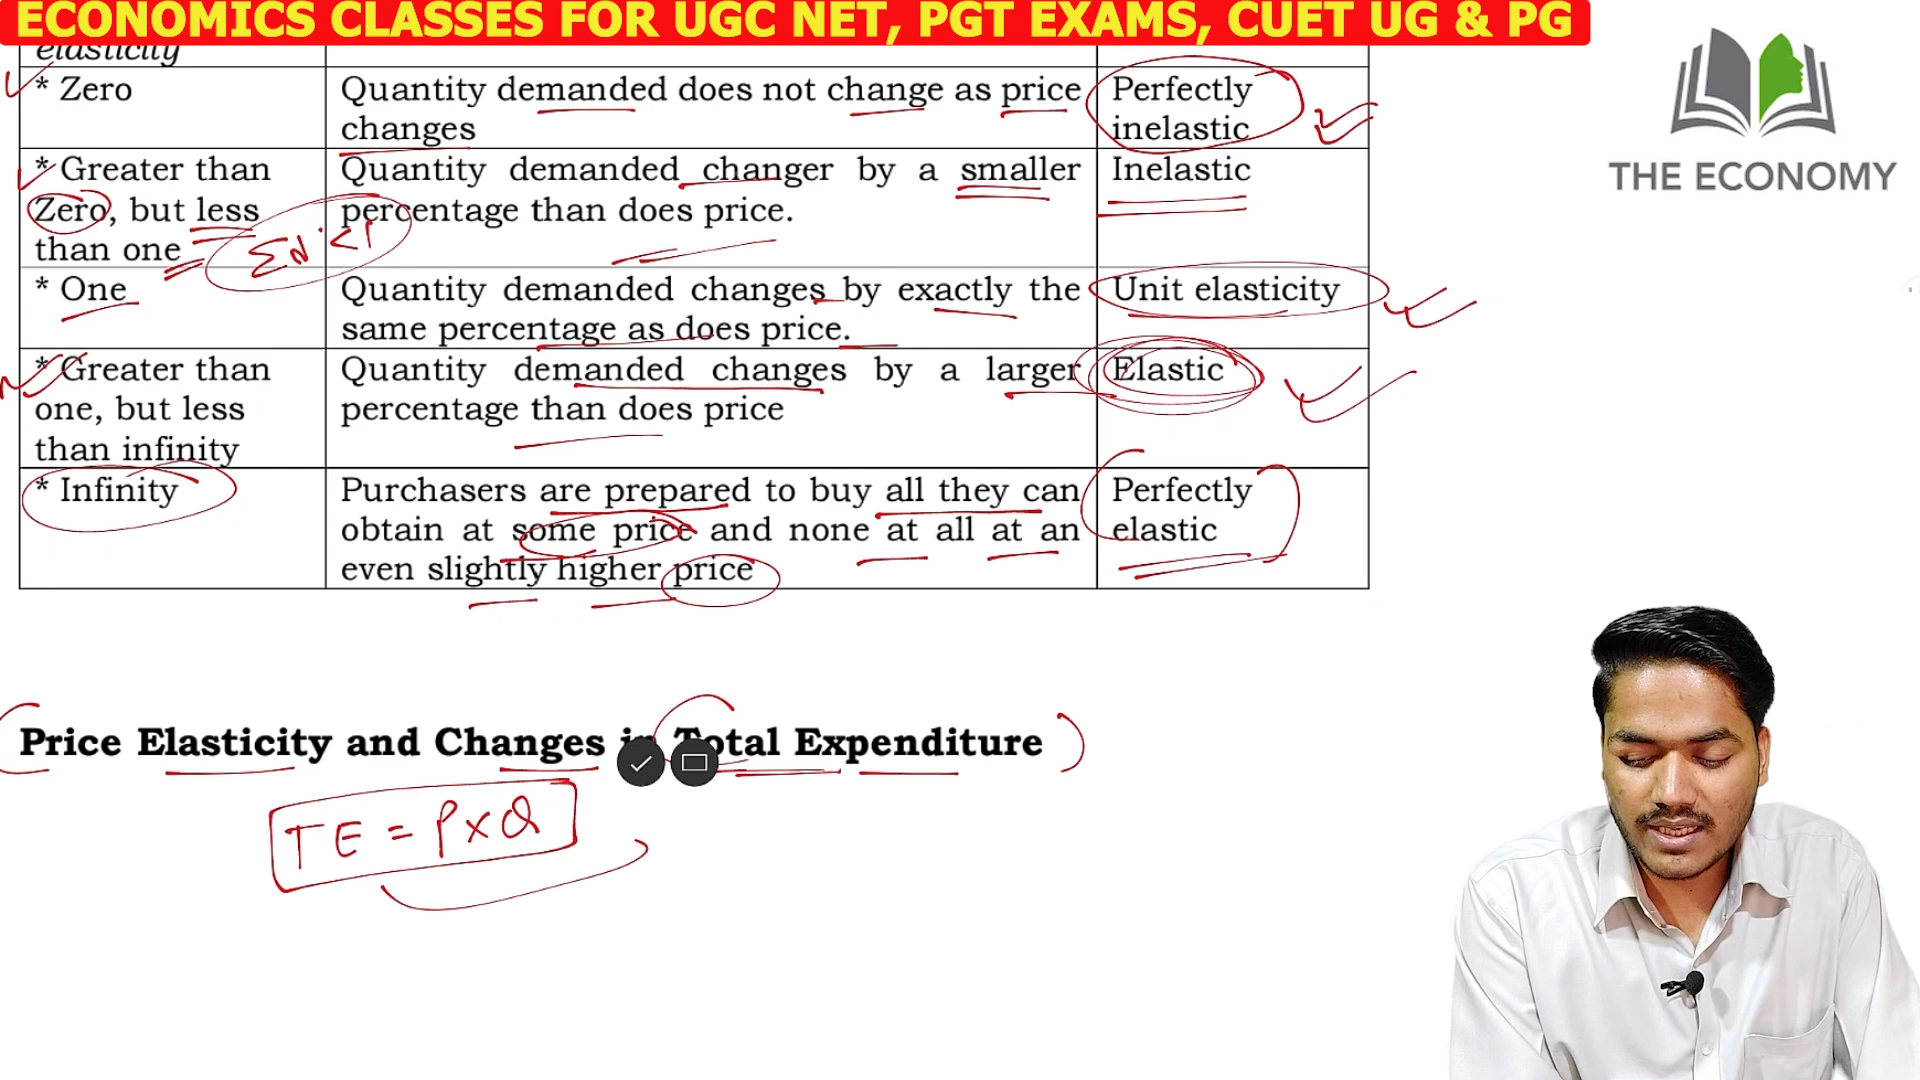 ECONOMICS CLASSES FOR UGC NET, PGT EXAMS, CUET UG & PG
elasticity
* Zero
Quantity demanded does not change as price
changes
Perfectly
inelastic
* Greater than
Zero, but less
than one
Quantity demanded changer by a smaller
percentage than does price.
Inelastic
* One
Quantity demanded changes by exactly the
same percentage as does price.
Unit elasticity
* Greater than
one, but less
than infinity
Quantity demanded changes by a larger
percentage than does price
Elastic
* Infinity
Purchasers are prepared to buy all they can
obtain at some price and none at all at an
even slightly higher price
Perfectly
elastic
THE ECONOMY
Price Elasticity and Changes in Total Expenditure
TE = P x Q